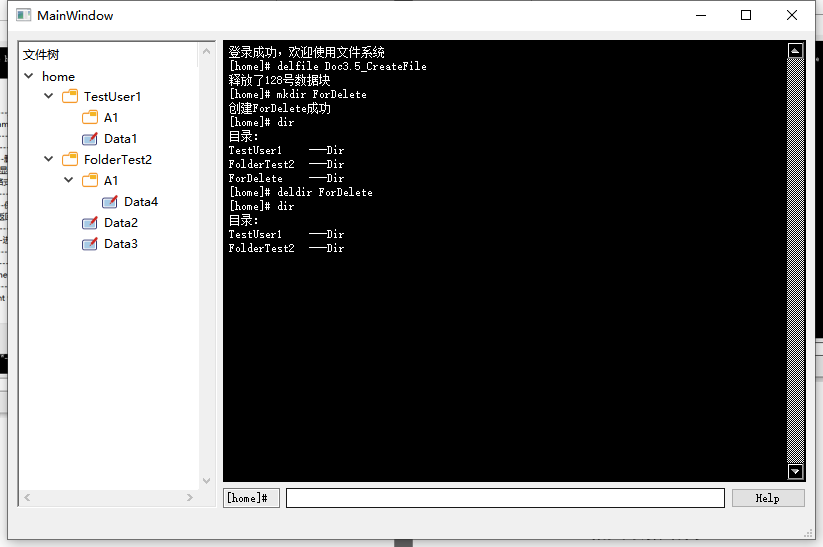 MainWindow
文件树
home
TestUser1
A1
Data1
FolderTest2
A1
Data4
Data2
Data3
登录成功，欢迎使用文件系统
[home]# delfile Doc3.5_CreateFile
释放了128号数据块
[home]# mkdir ForDelete
创建ForDelete成功
[home]# dir
目录:
TestUser1 ---Dir
FolderTest2 ---Dir
ForDelete ---Dir
[home]# deldir ForDelete
[home]# dir
目录:
TestUser1 ---Dir
FolderTest2 ---Dir
[home]#
Help